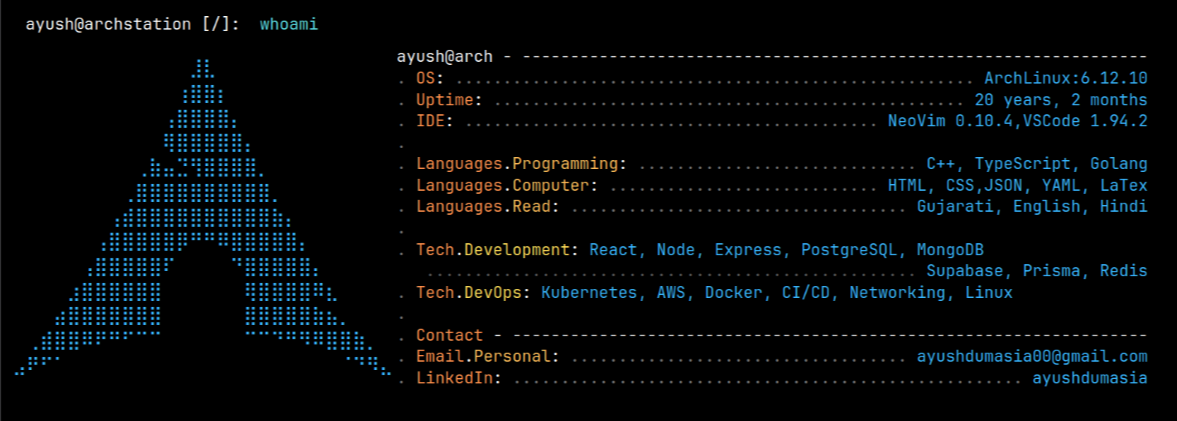 ayush@archstation [/]: whoami
ayush@arch - -----------------------------------------------------------------
. OS: ...................................................... ArchLinux:6.12.10
. Uptime: ................................................. 20 years, 2 months
. IDE: ........................................... NeoVim 0.10.4,VSCode 1.94.2
.
. Languages.Programming: ............................. C++, TypeScript, Golang
. Languages.Computer: ............................ HTML, CSS,JSON, YAML, LaTex
. Languages.Read: .................................... Gujarati, English, Hindi
.
. Tech.Development: React, Node, Express, PostgreSQL, MongoDB
................................................... Supabase, Prisma, Redis
. Tech.DevOps: Kubernetes, AWS, Docker, CI/CD, Networking, Linux
.
. Contact - ------------------------------------------------------------------
. Email.Personal: ................................... ayushdumasia00@gmail.com
. LinkedIn: ..................................................... ayushdumasia